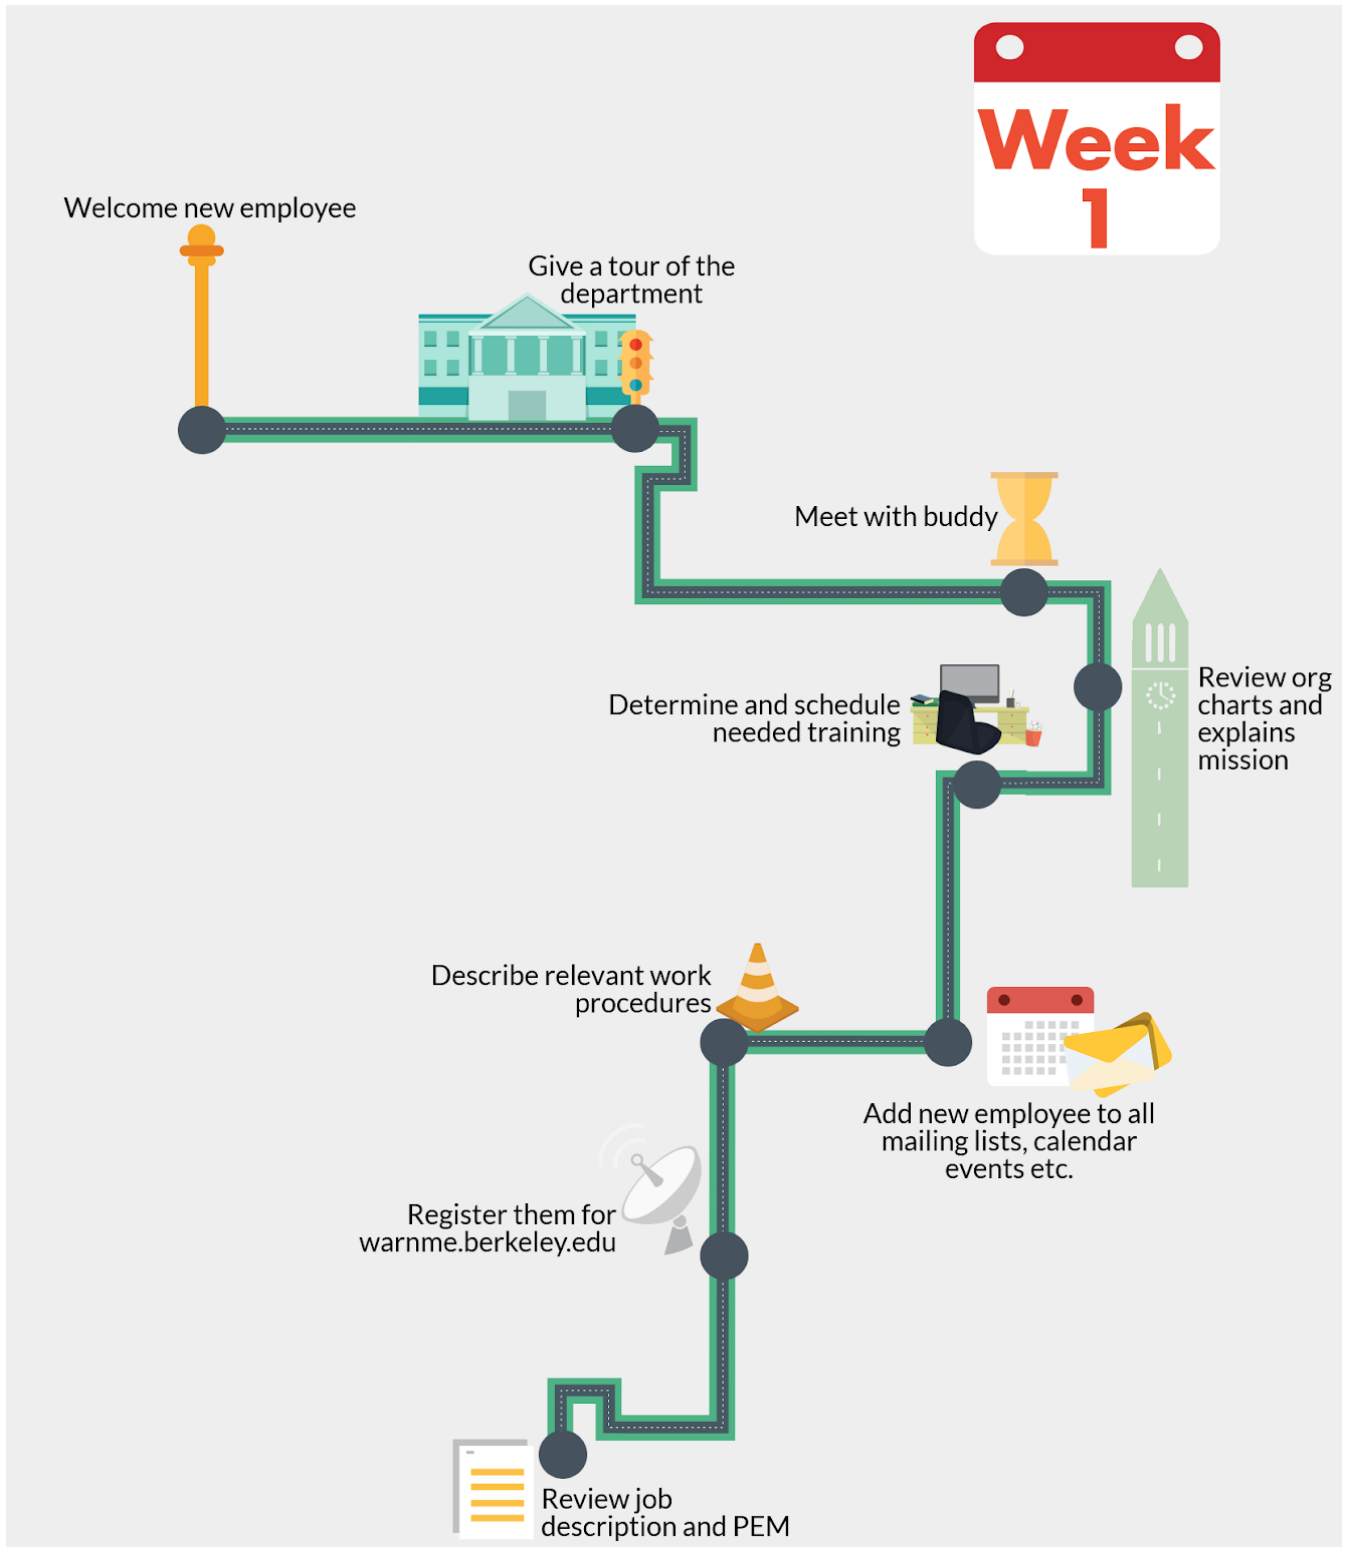 Week
1
Welcome new employee
Give a tour of the
department
Meet with buddy
Review org
charts and
explains
mission
Determine and schedule
needed training
Add new employee to all
mailing lists, calendar
events etc.
Describe relevant work
procedures
Register them for
warnme.berkeley.edu
Review job
description and PEM